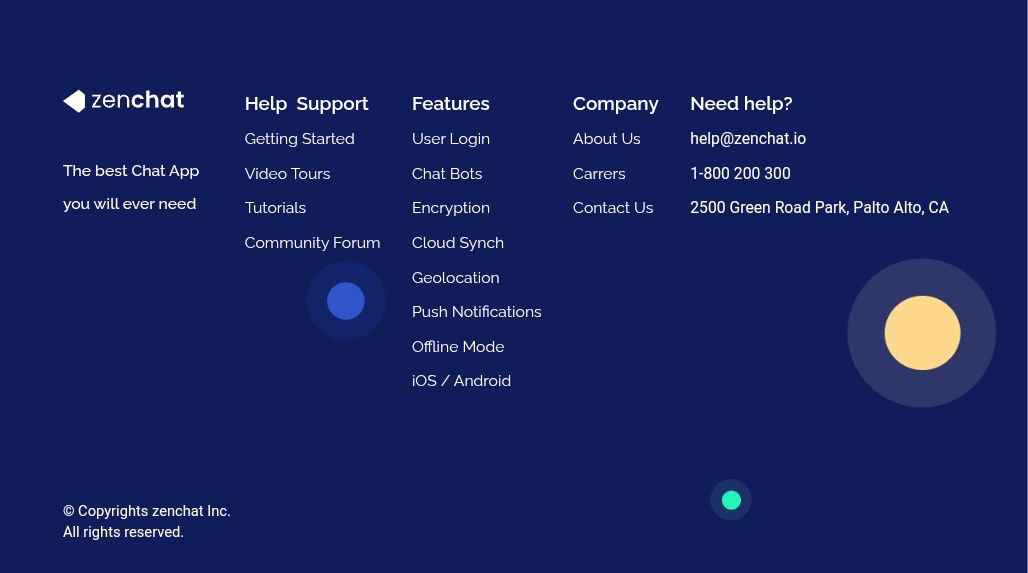 zenchat
The best Chat App
you will ever need
Help  Support
Getting Started
Video Tours
Tutorials
Community Forum
Features
User Login
Chat Bots
Encryption
Cloud Synch
Geolocation
Push Notifications
Offline Mode
iOS / Android
Company
About Us
Carrers
Contact Us
Need help?
help@zenchat.io
1-800 200 300
2500 Green Road Park, Palto Alto, CA
© Copyrights zenchat Inc.
All rights reserved.